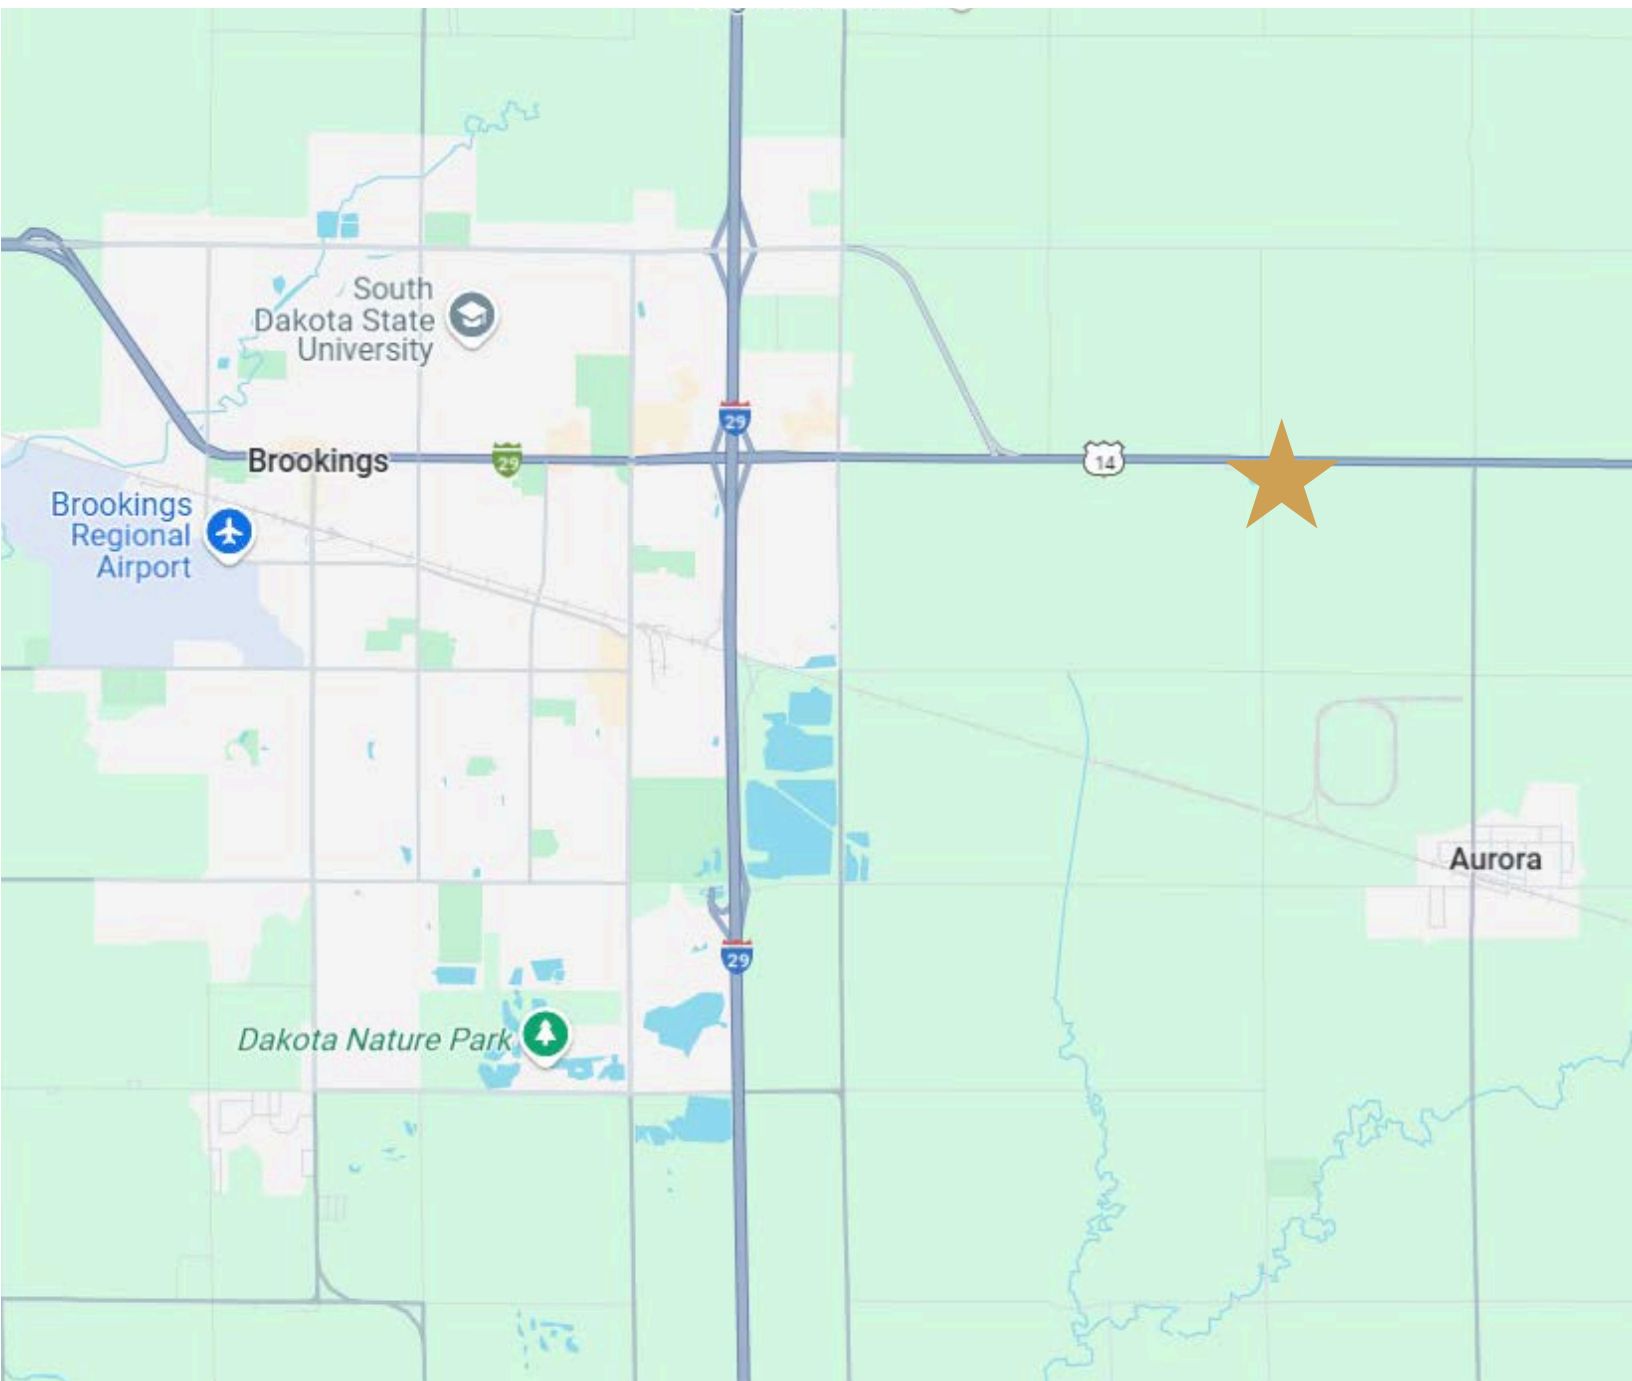 South
Dakota State
University
29
Brookings
29
14
Brookings
Regional
Airport
Aurora
29
Dakota Nature Park